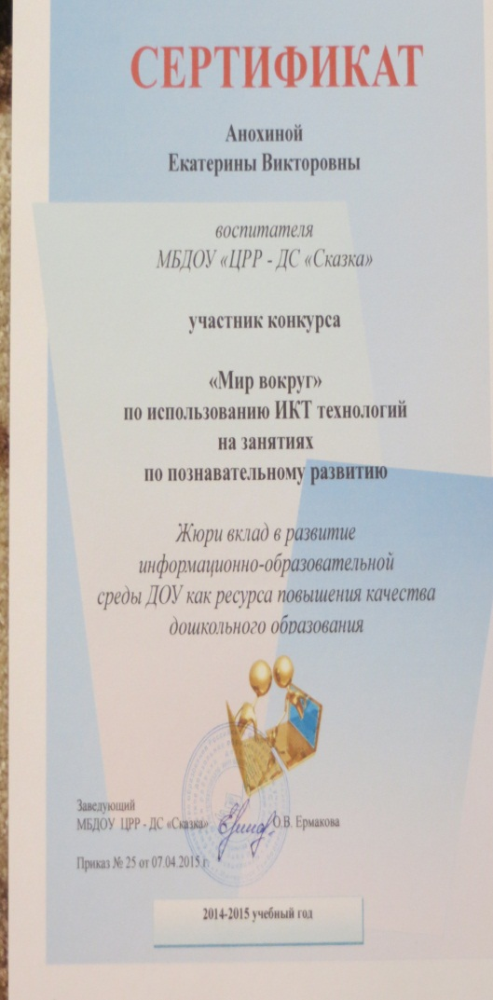 СЕРТИФИКАТ
Анохиной
Екатерины Викторовны
воспитателя
МБДОУ «ЦРР - ДС «Сказка»
участник конкурса
«Мир вокруг»
по использованию ИКТ технологий
на занятиях
по познавательному развитию
Жюри вклад в развитие
информационно-образовательной
среды ДОУ как ресурса повышения качества
дошкольного образования
Заведующий
МБДОУ ЦРР - ДС «Сказка» О.В. Ермакова
Приказ № 25 от 07.04.2015 г.
2014-2015 учебный год